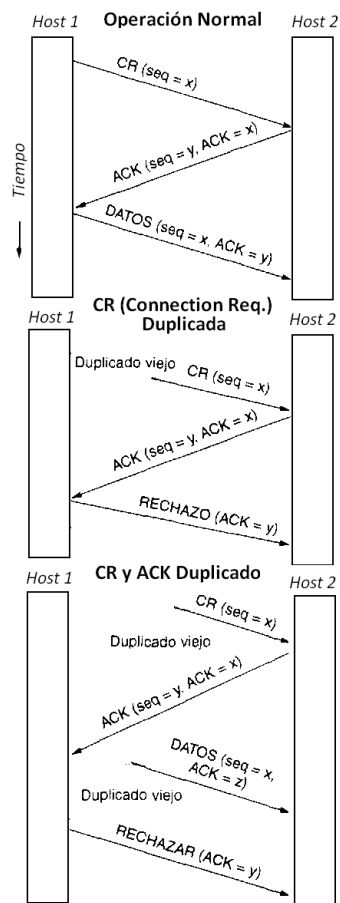 Host 1
Operación Normal
Host 2
CR (seq = x)
ACK (seq = y, ACK = x)
Tiempo
DATOS (seq = x, ACK = y)
CR (Connection Req.)
Duplicada
Host 1
Host 2
Duplicado viejo
CR (seq = x)
ACK (seq = y, ACK = x)
RECHAZO (ACK = y)
Host 1
CR y ACK Duplicado
Host 2
CR (seq = x)
Duplicado viejo
ACK (seq = y, ACK = x)
DATOS (seq = x,
ACK = z)
Duplicado viejo
RECHAZAR (ACK = y)